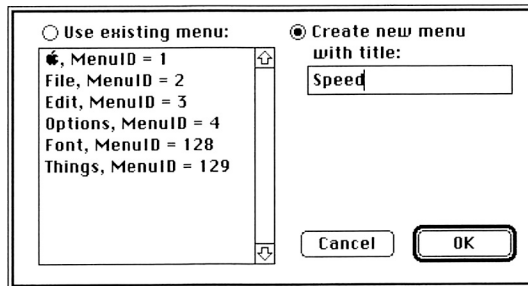 Use existing menu:
, MenuID = 1
File, MenuID = 2
Edit, MenuID = 3
Options, MenuID = 4
Font, MenuID = 128
Things, MenuID = 129
Create new menu
with title:
Speed
Cancel
OK